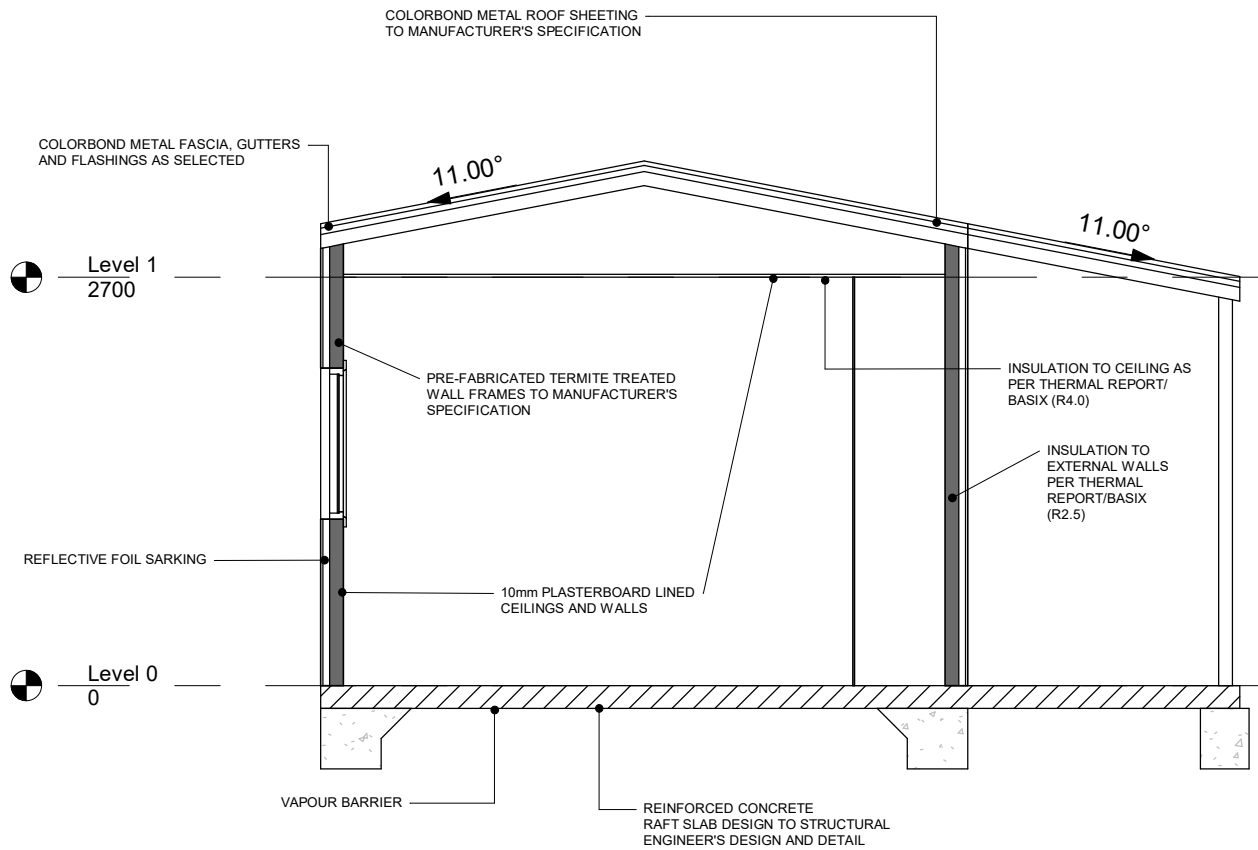 COLORBOND METAL ROOF SHEETING
TO MANUFACTURER'S SPECIFICATION
COLORBOND METAL FASCIA, GUTTERS
AND FLASHINGS AS SELECTED
11.00°
11.00°
Level 1
2700
PRE-FABRICATED TERMITE TREATED
WALL FRAMES TO MANUFACTURER'S
SPECIFICATION
INSULATION TO CEILING AS
PER THERMAL REPORT/
BASIX (R4.0)
INSULATION TO
EXTERNAL WALLS
PER THERMAL
REPORT/BASIX
(R2.5)
REFLECTIVE FOIL SARKING
10mm PLASTERBOARD LINED
CEILINGS AND WALLS
Level 0
0
VAPOUR BARRIER
REINFORCED CONCRETE
RAFT SLAB DESIGN TO STRUCTURAL
ENGINEER'S DESIGN AND DETAIL